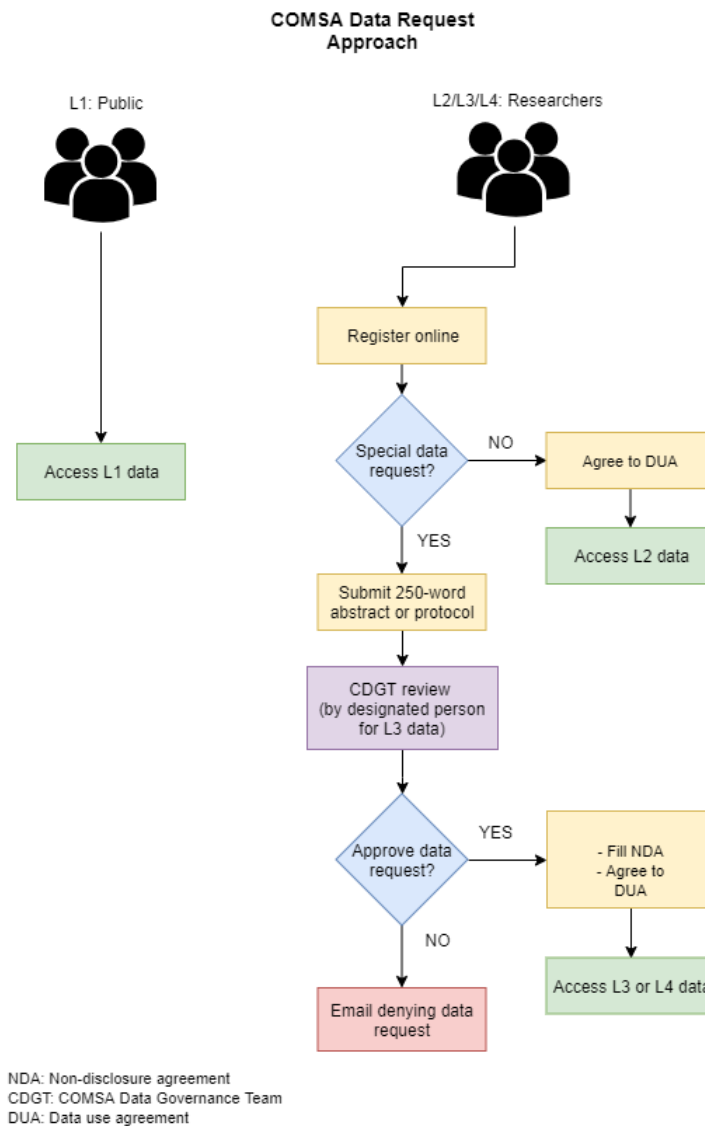 COMSA Data Request
Approach
L1: Public
L2/L3/L4: Researchers
Register online
Special data
request?
NO
Agree to DUA
Access L1 data
YES
Access L2 data
Submit 250-word
abstract or protocol
CDGT review
(by designated person
for L3 data)
Approve data
request?
YES
- Fill NDA
- Agree to
DUA
NO
Access L3 or L4 data
Email denying data
request
NDA: Non-disclosure agreement
CDGT: COMSA Data Governance Team
DUA: Data use agreement